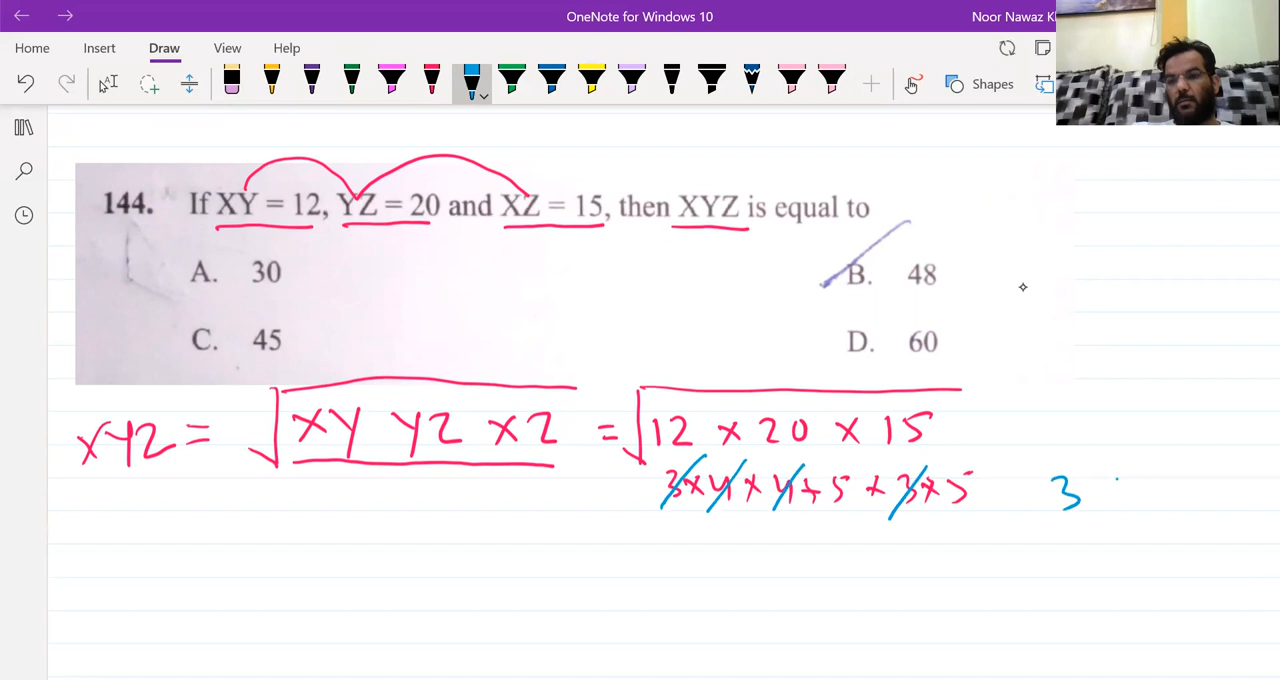 OneNote for Windows 10
Noor Nawaz K
Home Insert Draw View Help
Shapes
144. If XY = 12, YZ = 20 and XZ = 15, then XYZ is equal to
A. 30 B. 48
C. 45 D. 60
XYZ = √XY YZ XZ = √12 × 20 × 15
3 × 4 × 4 × 5 × 3 × 5 3